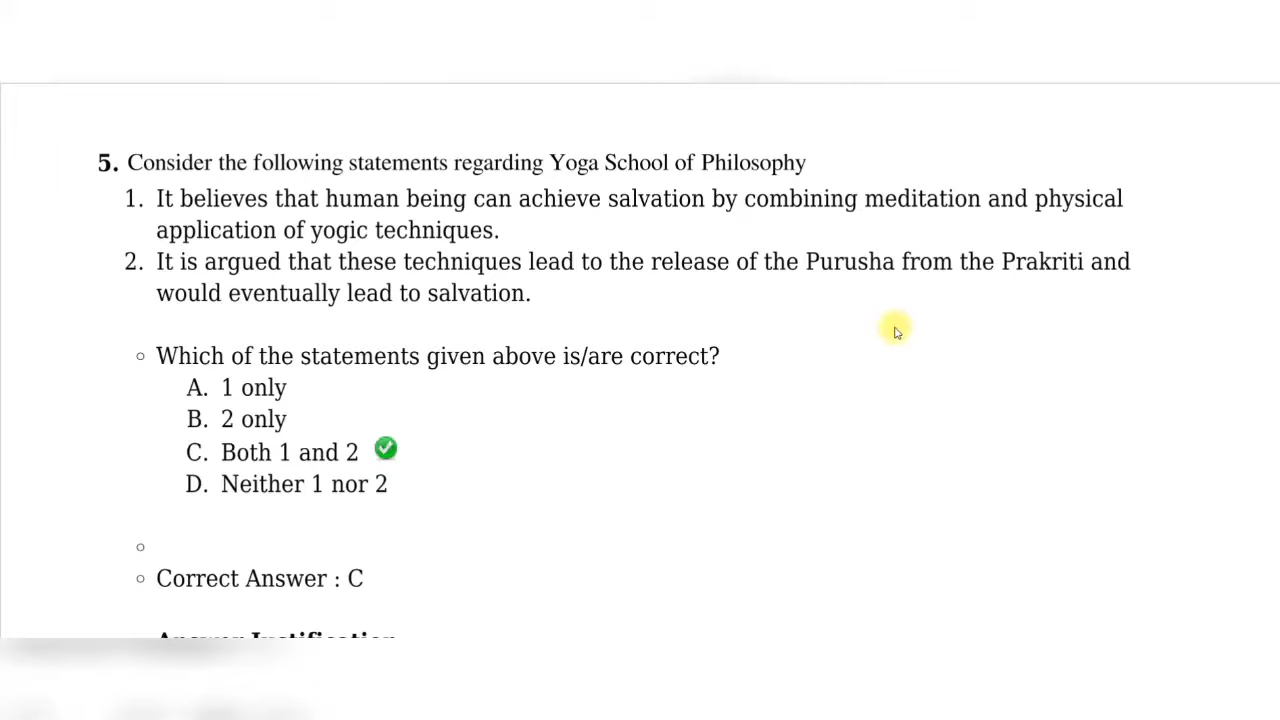 5. Consider the following statements regarding Yoga School of Philosophy
1. It believes that human being can achieve salvation by combining meditation and physical
application of yogic techniques.
2. It is argued that these techniques lead to the release of the Purusha from the Prakriti and
would eventually lead to salvation.
Which of the statements given above is/are correct?
A. 1 only
B. 2 only
C. Both 1 and 2
D. Neither 1 nor 2
Correct Answer : C
Answer Justification